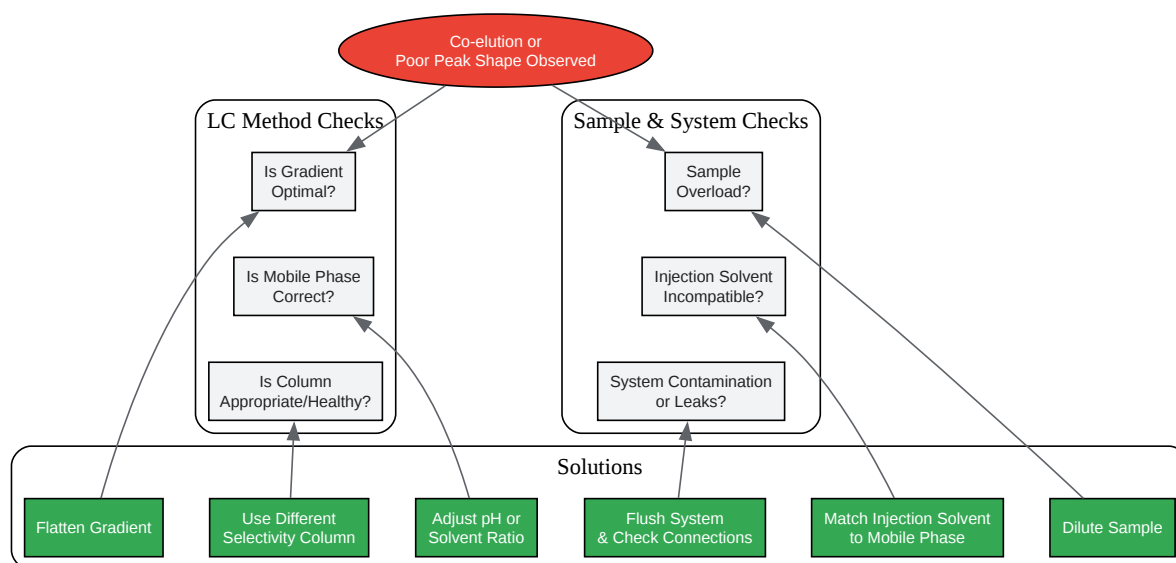 Co-elution or
Poor Peak Shape Observed
LC Method Checks
Is Gradient
Optimal?
Is Mobile Phase
Correct?
Is Column
Appropriate/Healthy?
Sample & System Checks
Sample
Overload?
Injection Solvent
Incompatible?
System Contamination
or Leaks?
Solutions
Flatten Gradient
Use Different
Selectivity Column
Adjust pH or
Solvent Ratio
Flush System
& Check Connections
Match Injection Solvent
to Mobile Phase
Dilute Sample